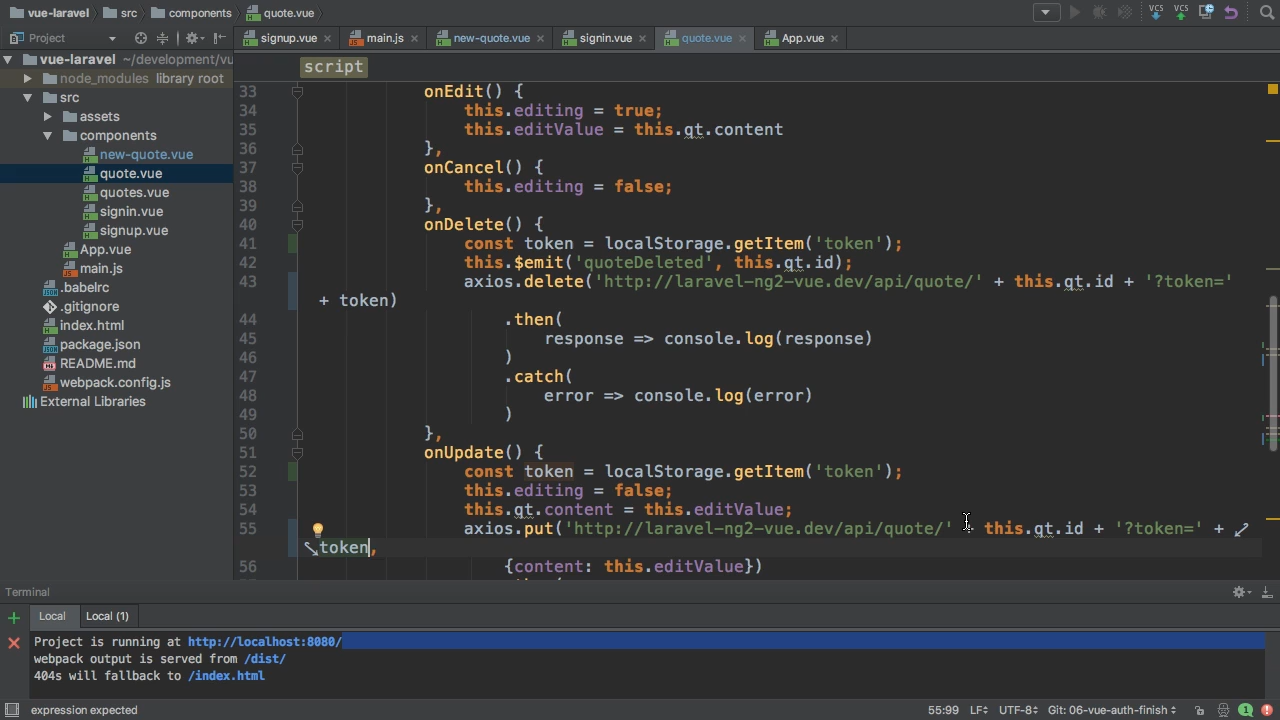 vue-laravel src components quote.vue
Project
signup.vue main.js new-quote.vue signin.vue quote.vue App.vue
vue-laravel ~/development/vu
node_modules library root
src
assets
components
new-quote.vue
quote.vue
quotes.vue
signin.vue
signup.vue
App.vue
main.js
.babelrc
.gitignore
index.html
package.json
README.md
webpack.config.js
External Libraries
script
33 onEdit() {
34 this.editing = true;
35 this.editValue = this.qt.content
36 },
37 onCancel() {
38 this.editing = false;
39 },
40 onDelete() {
41 const token = localStorage.getItem('token');
42 this.$emit('quoteDeleted', this.qt.id);
43 axios.delete('http://laravel-ng2-vue.dev/api/quote/' + this.qt.id + '?token='
+ token)
44 .then(
45 response => console.log(response)
46 )
47 .catch(
48 error => console.log(error)
49 )
50 },
51 onUpdate() {
52 const token = localStorage.getItem('token');
53 this.editing = false;
54 this.qt.content = this.editValue;
55 axios.put('http://laravel-ng2-vue.dev/api/quote/' + this.qt.id + '?token=' +
token,
56 {content: this.editValue})
Terminal
Local Local (1)
Project is running at http://localhost:8080/
webpack output is served from /dist/
404s will fallback to /index.html
expression expected 55:99 LF UTF-8 Git: 06-vue-auth-finish 1